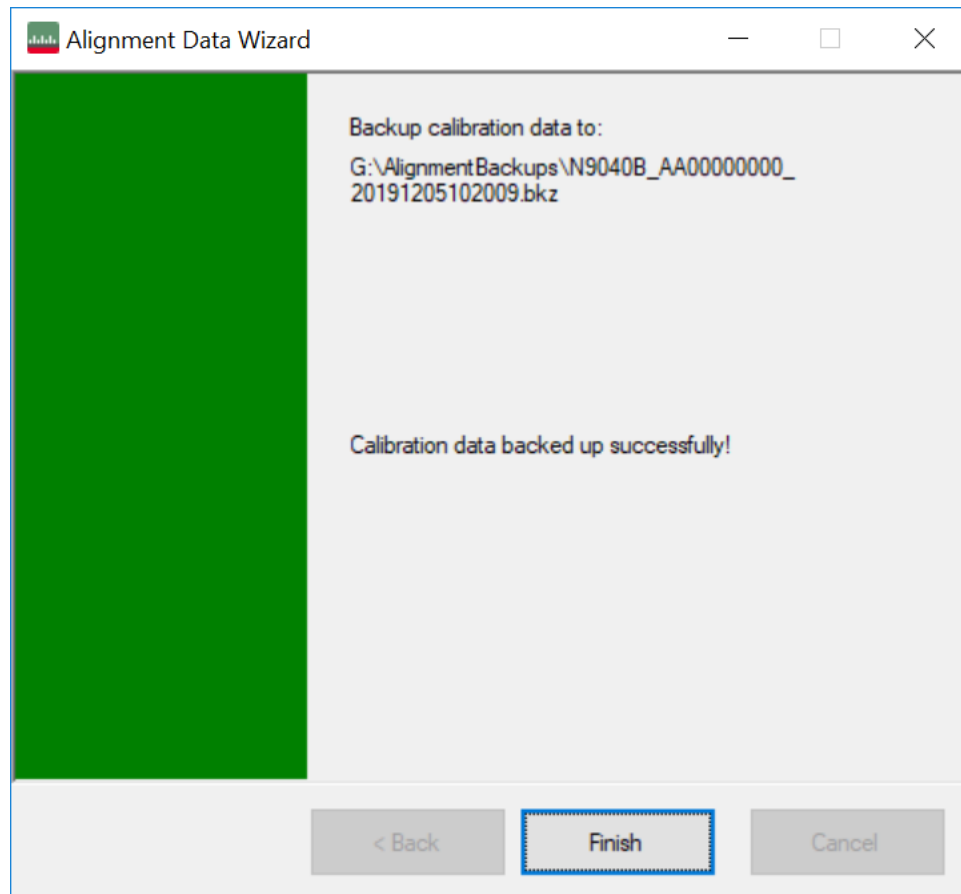 Alignment Data Wizard
Backup calibration data to:
G:\AlignmentBackups\N9040B_AA00000000_
20191205102009.bkz
Calibration data backed up successfully!
< Back
Finish
Cancel